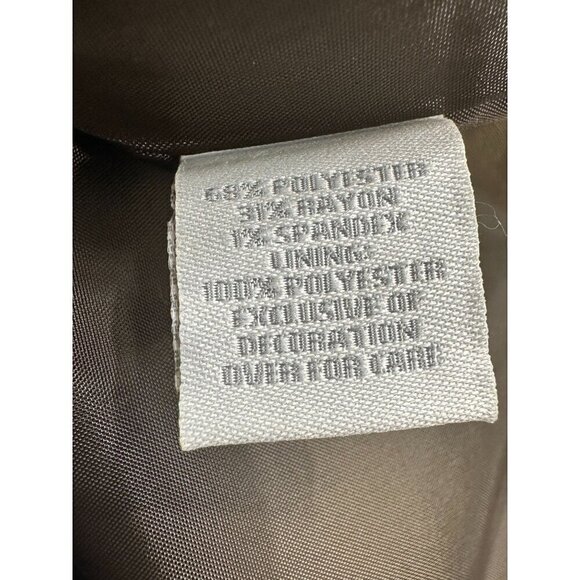 68% POLYESTER
31% RAYON
1% SPANDEX
LINING:
100% POLYESTER
EXCLUSIVE OF
DECORATION
OVER FOR CARE